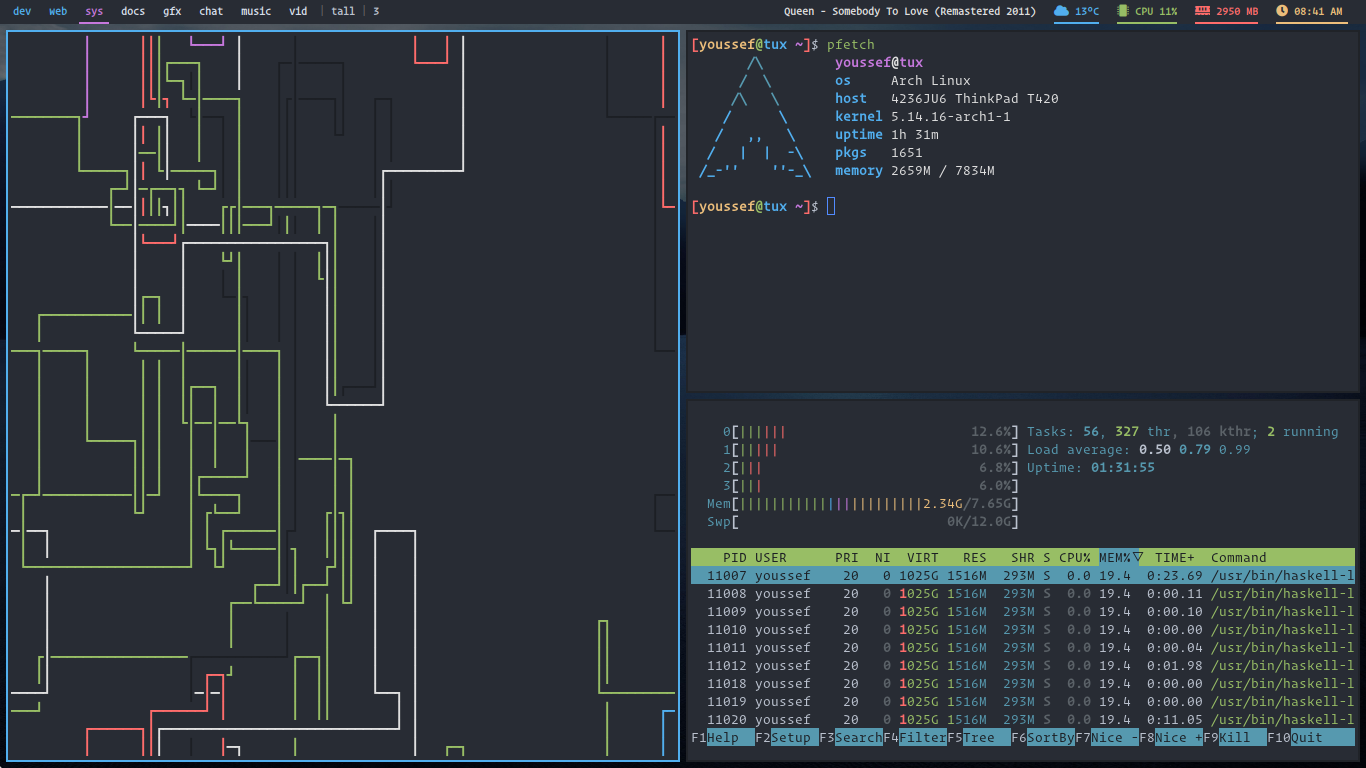 dev web sys docs gfx chat music vid | tall | 3
Queen - Somebody To Love (Remastered 2011) 13°C CPU 11% 2950 MB 08:41 AM
[youssef@tux ~]$ pfetch
youssef@tux
os Arch Linux
host 4236JU6 ThinkPad T420
kernel 5.14.16-arch1-1
uptime 1h 31m
pkgs 1651
memory 2659M / 7834M
[youssef@tux ~]$
0[||||||12.6%] Tasks: 56, 327 thr, 106 kthr; 2 running
1[|||||10.6%] Load average: 0.50 0.79 0.99
2[|||6.8%] Uptime: 01:31:55
3[|||6.0%]
Mem[|||||||||||||||||||||||2.34G/7.65G]
Swp[0K/12.0G]
PID USER PRI NI VIRT RES SHR S CPU% MEM%▽ TIME+ Command
11007 youssef 20 0 1025G 1516M 293M S 0.0 19.4 0:23.69 /usr/bin/haskell-l
11008 youssef 20 0 1025G 1516M 293M S 0.0 19.4 0:00.11 /usr/bin/haskell-l
11009 youssef 20 0 1025G 1516M 293M S 0.0 19.4 0:00.10 /usr/bin/haskell-l
11010 youssef 20 0 1025G 1516M 293M S 0.0 19.4 0:00.00 /usr/bin/haskell-l
11011 youssef 20 0 1025G 1516M 293M S 0.0 19.4 0:00.04 /usr/bin/haskell-l
11012 youssef 20 0 1025G 1516M 293M S 0.0 19.4 0:01.98 /usr/bin/haskell-l
11018 youssef 20 0 1025G 1516M 293M S 0.0 19.4 0:00.00 /usr/bin/haskell-l
11019 youssef 20 0 1025G 1516M 293M S 0.0 19.4 0:00.00 /usr/bin/haskell-l
11020 youssef 20 0 1025G 1516M 293M S 0.0 19.4 0:11.05 /usr/bin/haskell-l
F1Help F2Setup F3SearchF4FilterF5Tree F6SortByF7Nice -F8Nice +F9Kill F10Quit